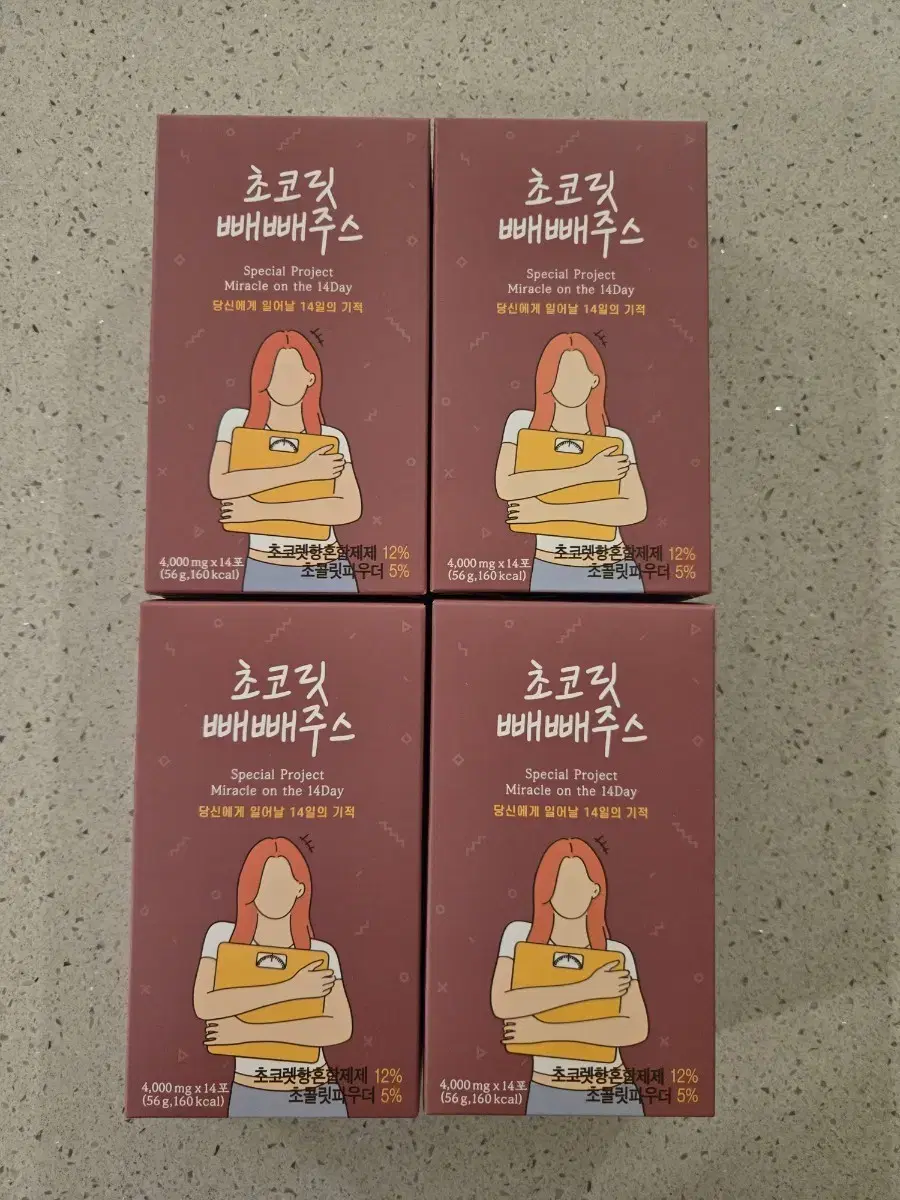 초코릿
빼빼주스
Special Project
Miracle on the 14Day
당신에게 일어날 14일의 기적
초코렛향혼합제제 12%
초콜릿파우더 5%
4,000 mg x 14포
(56 g, 160 kcal)
초코릿
빼빼주스
Special Project
Miracle on the 14Day
당신에게 일어날 14일의 기적
초코렛향혼합제제 12%
초콜릿파우더 5%
4,000 mg x 14포
(56 g, 160 kcal)
초코릿
빼빼주스
Special Project
Miracle on the 14Day
당신에게 일어날 14일의 기적
초코렛향혼합제제 12%
초콜릿파우더 5%
4,000 mg x 14포
(56 g, 160 kcal)
초코릿
빼빼주스
Special Project
Miracle on the 14Day
당신에게 일어날 14일의 기적
초코렛향혼합제제 12%
초콜릿파우더 5%
4,000 mg x 14포
(56 g, 160 kcal)